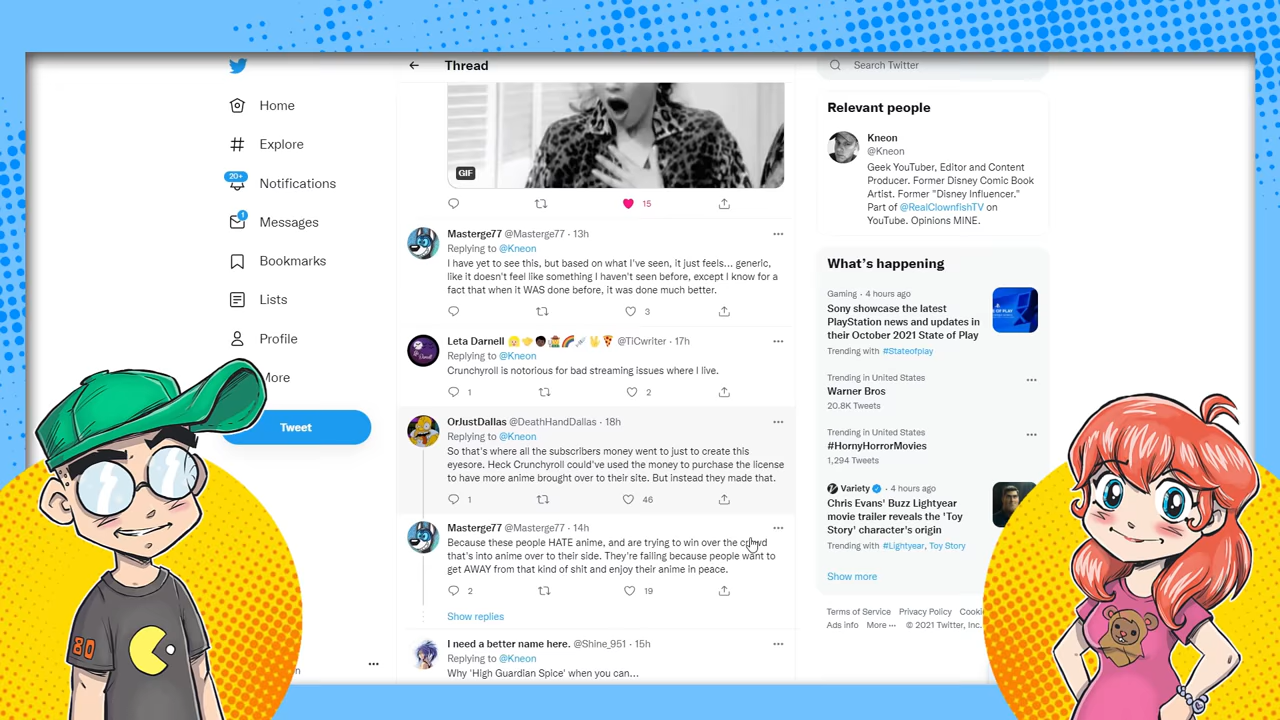 Home
Explore
20+
Notifications
1
Messages
Bookmarks
Lists
Profile
More
Tweet
Thread
GIF
15
Masterge77 @Masterge77 · 13h
Replying to @Kneon
I have yet to see this, but based on what I've seen, it just feels... generic,
like it doesn't feel like something I haven't seen before, except I know for a
fact that when it WAS done before, it was done much better.
3
Leta Darnell @TiCwriter · 17h
Replying to @Kneon
Crunchyroll is notorious for bad streaming issues where I live.
1 2
OrJustDallas @DeathHandDallas · 18h
Replying to @Kneon
So that's where all the subscribers money went to just to create this
eyesore. Heck Crunchyroll could've used the money to purchase the license
to have more anime brought over to their site. But instead they made that.
1 46
Masterge77 @Masterge77 · 14h
Because these people HATE anime, and are trying to win over the crowd
that's into anime over to their side. They're failing because people want to
get AWAY from that kind of shit and enjoy their anime in peace.
2 19
Show replies
I need a better name here. @Shine_951 · 15h
Replying to @Kneon
Why 'High Guardian Spice' when you can...
Search Twitter
Relevant people
Kneon
@Kneon
Geek YouTuber, Editor and Content
Producer. Former Disney Comic Book
Artist. Former "Disney Influencer."
Part of @RealClownfishTV on
YouTube. Opinions MINE.
What's happening
Gaming · 4 hours ago
Sony showcase the latest
PlayStation news and updates in
their October 2021 State of Play
Trending with #Stateofplay
Trending in United States
Warner Bros
20.8K Tweets
Trending in United States
#HornyHorrorMovies
1,294 Tweets
Variety · 4 hours ago
Chris Evans' Buzz Lightyear
movie trailer reveals the 'Toy
Story' character's origin
Trending with #Lightyear, Toy Story
Show more
Terms of Service Privacy Policy
Ads info More ··· © 2021 Twitter, Inc.
80